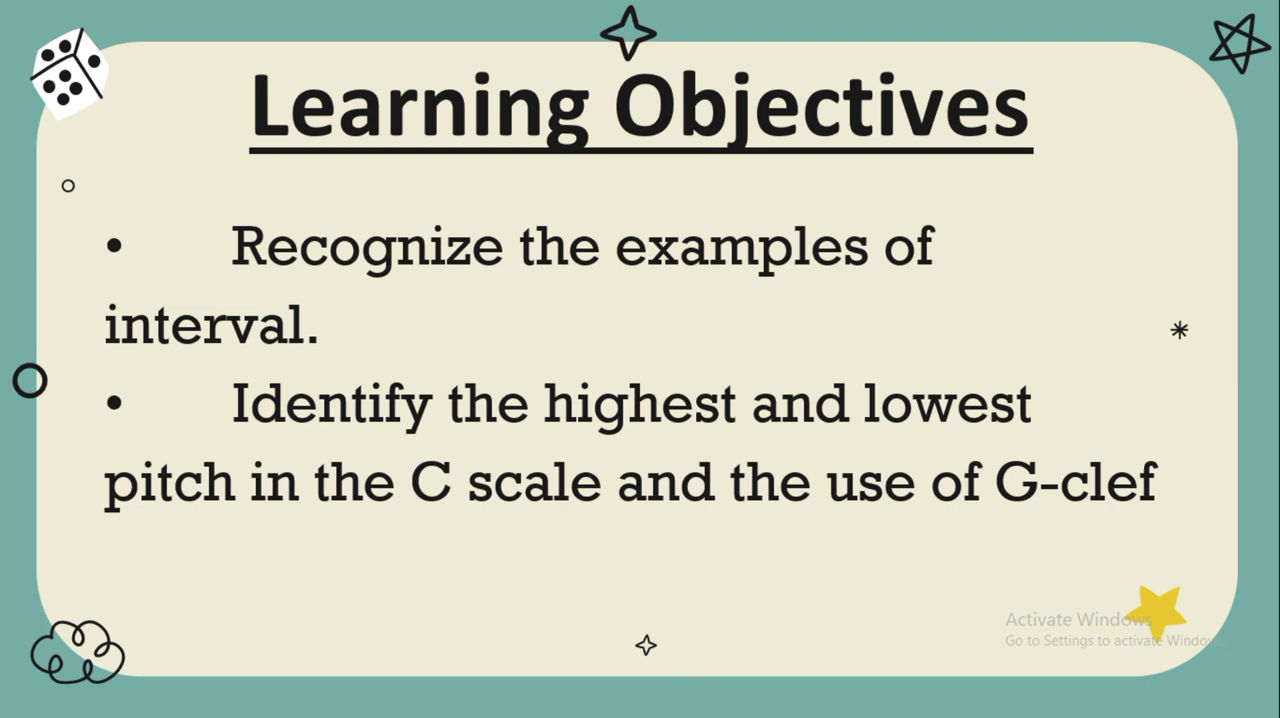 Learning Objectives
• Recognize the examples of
interval.
• Identify the highest and lowest
pitch in the C scale and the use of G-clef
Activate Windows
Go to Settings to activate Windows.